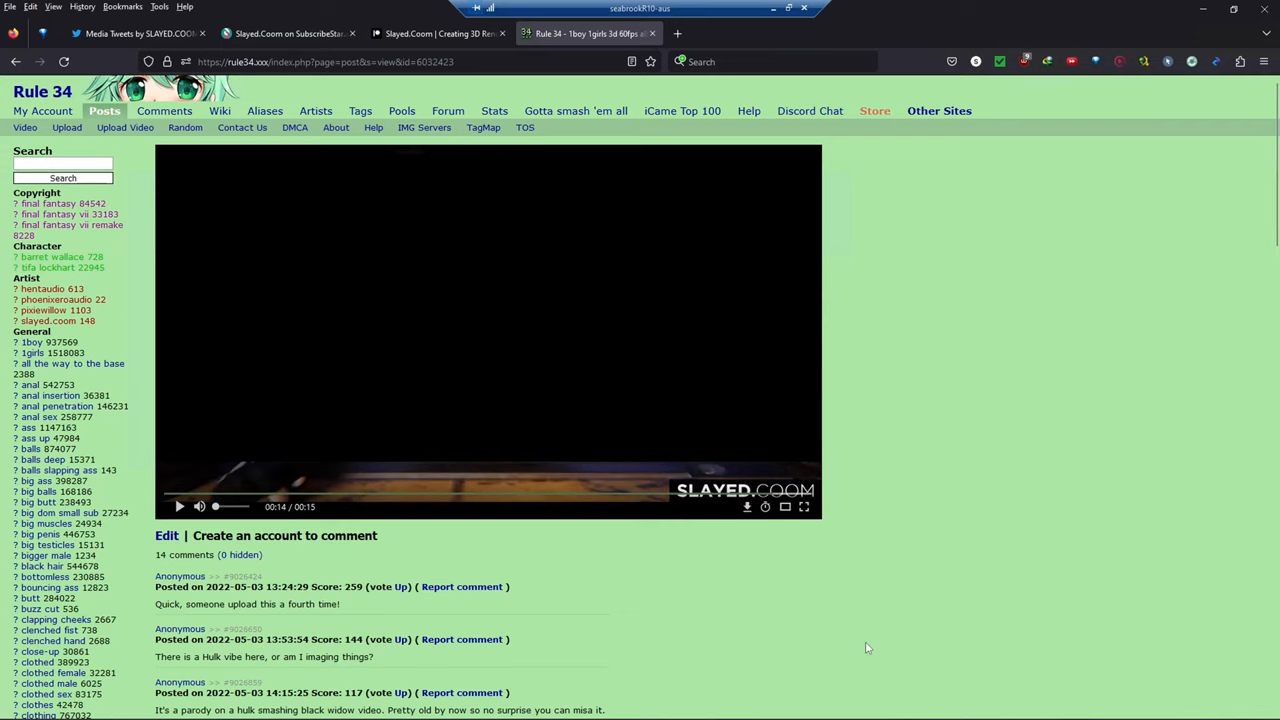 File Edit View History Bookmarks Tools Help
seabrookR10-aus
Media Tweets by SLAYED.COOM
Slayed.Coom on SubscribeStar.
Slayed.Coom | Creating 3D Ren
Rule 34 - 1boy 1girls 3d 60fps all
https://rule34.xxx/index.php?page=post&s=view&id=6032423
Search
Rule 34
My Account Posts Comments Wiki Aliases Artists Tags Pools Forum Stats Gotta smash 'em all iCame Top 100 Help Discord Chat Store Other Sites
Video Upload Upload Video Random Contact Us DMCA About Help IMG Servers TagMap TOS
Search
Search
Copyright
? final fantasy 84542
? final fantasy vii 33183
? final fantasy vii remake
8228
Character
? barret wallace 728
? tifa lockhart 22945
Artist
? hentaudio 613
? phoenixeroaudio 22
? pixiewillow 1103
? slayed.coom 148
General
? 1boy 937569
? 1girls 1518083
? all the way to the base
2388
? anal 542753
? anal insertion 36381
? anal penetration 146231
? anal sex 258777
? ass 1147163
? ass up 47984
? balls 874077
? balls deep 15371
? balls slapping ass 143
? big ass 398287
? big balls 168186
? big butt 238493
? big dom small sub 27234
? big muscles 24934
? big penis 446753
? big testicles 15131
? bigger male 1234
? black hair 544678
? bottomless 230885
? bouncing ass 12823
? butt 284022
? buzz cut 536
? clapping cheeks 2667
? clenched fist 738
? clenched hand 2688
? close-up 30861
? clothed 389923
? clothed female 32281
? clothed male 6025
? clothed sex 83175
? clothes 42478
? clothing 767032
SLAYED.COOM
00:14 / 00:15
Edit | Create an account to comment
14 comments (0 hidden)
Anonymous >> #9026424
Posted on 2022-05-03 13:24:29 Score: 259 (vote Up) ( Report comment )
Quick, someone upload this a fourth time!
Anonymous >> #9026650
Posted on 2022-05-03 13:53:54 Score: 144 (vote Up) ( Report comment )
There is a Hulk vibe here, or am I imaging things?
Anonymous >> #9026859
Posted on 2022-05-03 14:15:25 Score: 117 (vote Up) ( Report comment )
It's a parody on a hulk smashing black widow video. Pretty old by now so no surprise you can misa it.